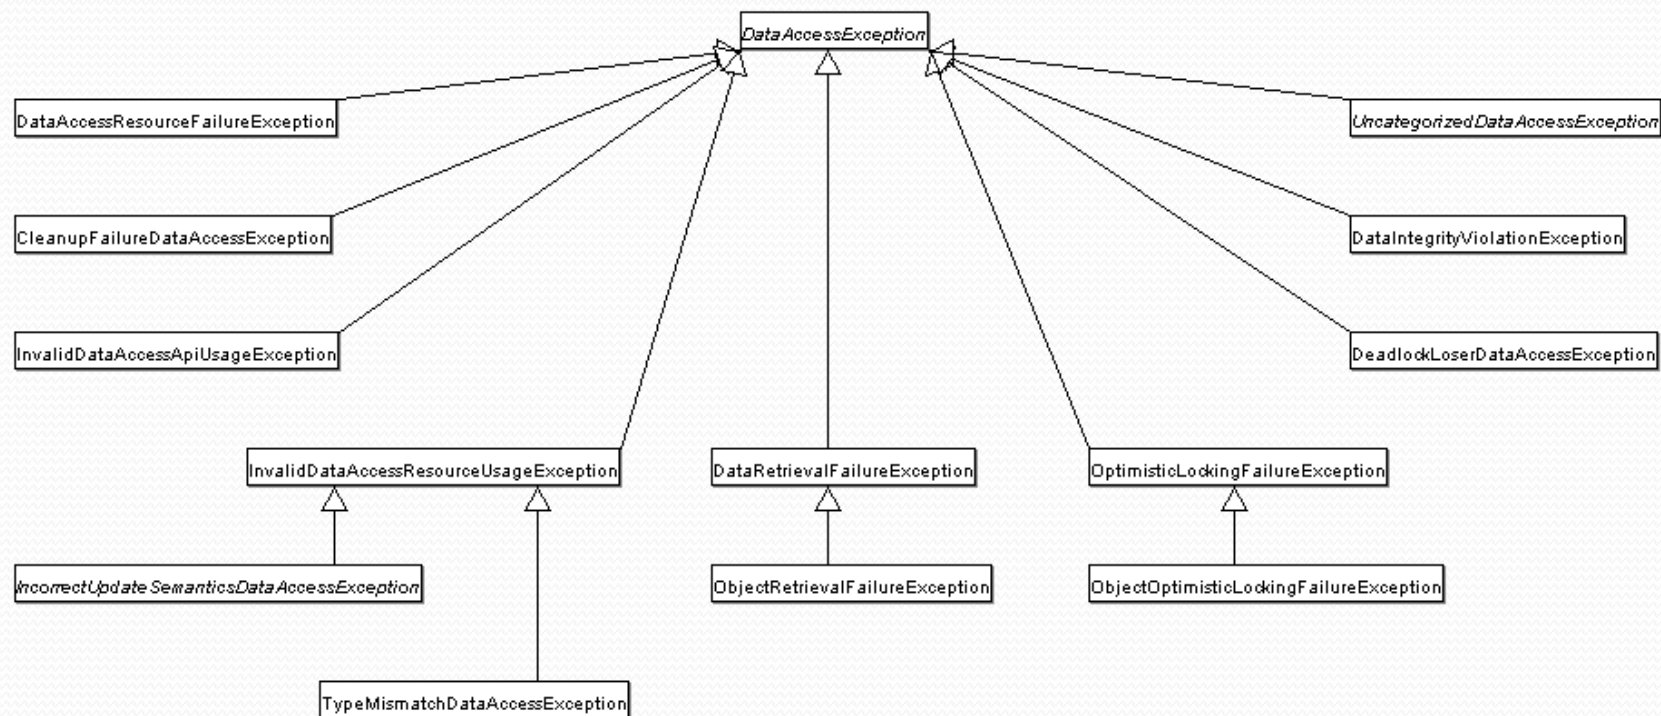 DataAccessException
DataAccessResourceFailureException
UncategorizedDataAccessException
CleanupFailureDataAccessException
DataIntegrityViolationException
InvalidDataAccessApiUsageException
DeadlockLoserDataAccessException
InvalidDataAccessResourceUsageException
DataRetrievalFailureException
OptimisticLockingFailureException
IncorrectUpdateSemanticsDataAccessException
ObjectRetrievalFailureException
ObjectOptimisticLockingFailureException
TypeMismatchDataAccessException